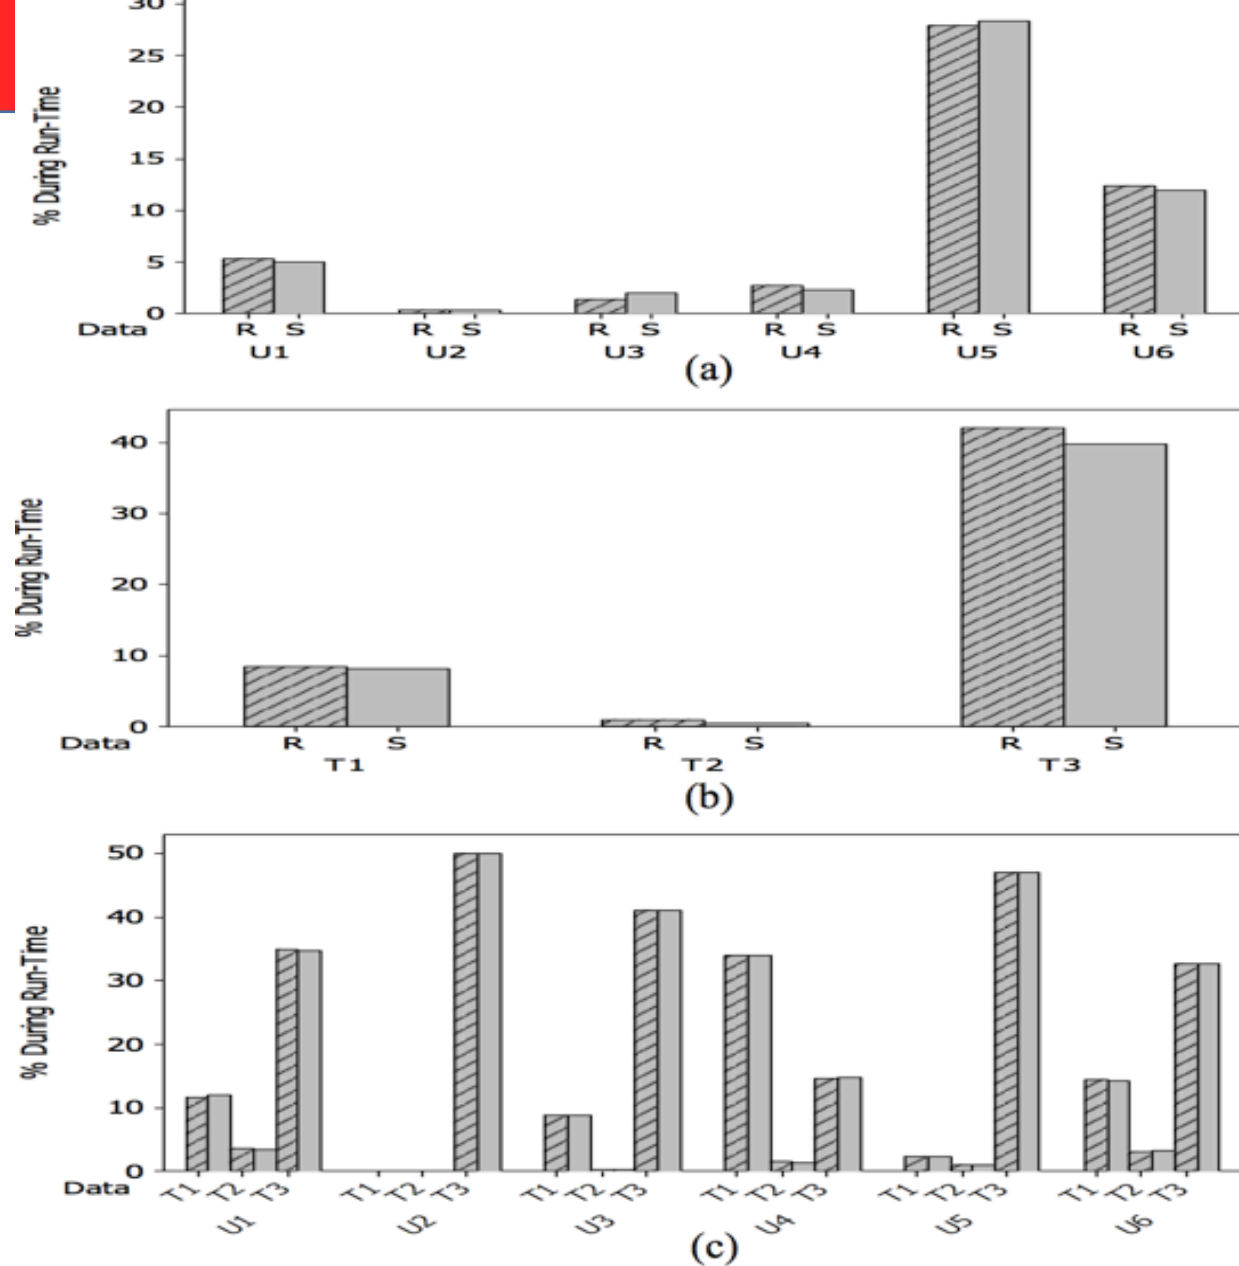 30
25
20
15
10
5
0
% During Run-Time
Data R S R S R S R S R S R S
U1 U2 U3 U4 U5 U6
(a)
40
30
20
10
0
% During Run-Time
Data R S R S R S
T1 T2 T3
(b)
50
40
30
20
10
0
% During Run-Time
Data T1 T2 T3 T1 T2 T3 T1 T2 T3 T1 T2 T3 T1 T2 T3 T1 T2 T3
U1 U2 U3 U4 U5 U6
(c)